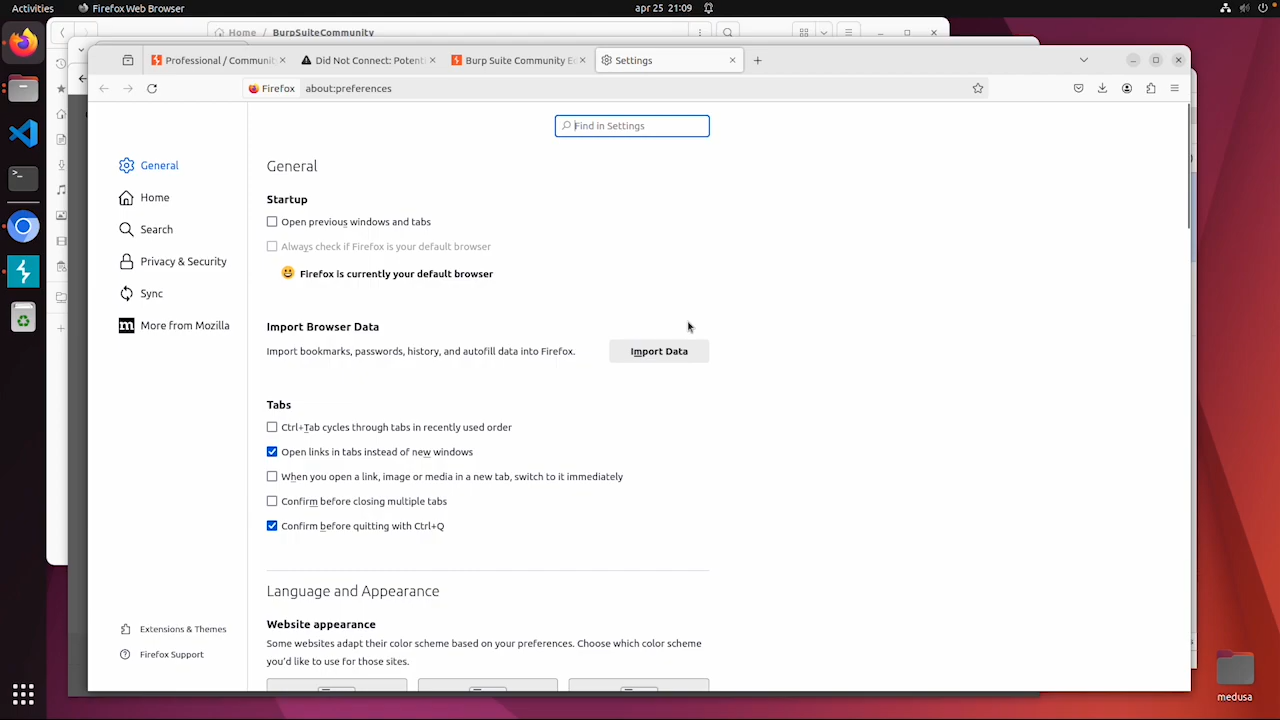 Activities
Firefox Web Browser
apr 25 21:09
Home / BurpSuiteCommunity
Professional / Communi
Did Not Connect: Potent
Burp Suite Community E
Settings
Firefox
about:preferences
Find in Settings
General
Home
Search
Privacy & Security
Sync
More from Mozilla
Extensions & Themes
Firefox Support
General
Startup
Open previous windows and tabs
Always check if Firefox is your default browser
Firefox is currently your default browser
Import Browser Data
Import bookmarks, passwords, history, and autofill data into Firefox.
Import Data
Tabs
Ctrl+Tab cycles through tabs in recently used order
Open links in tabs instead of new windows
When you open a link, image or media in a new tab, switch to it immediately
Confirm before closing multiple tabs
Confirm before quitting with Ctrl+Q
Language and Appearance
Website appearance
Some websites adapt their color scheme based on your preferences. Choose which color scheme
you'd like to use for those sites.
medusa